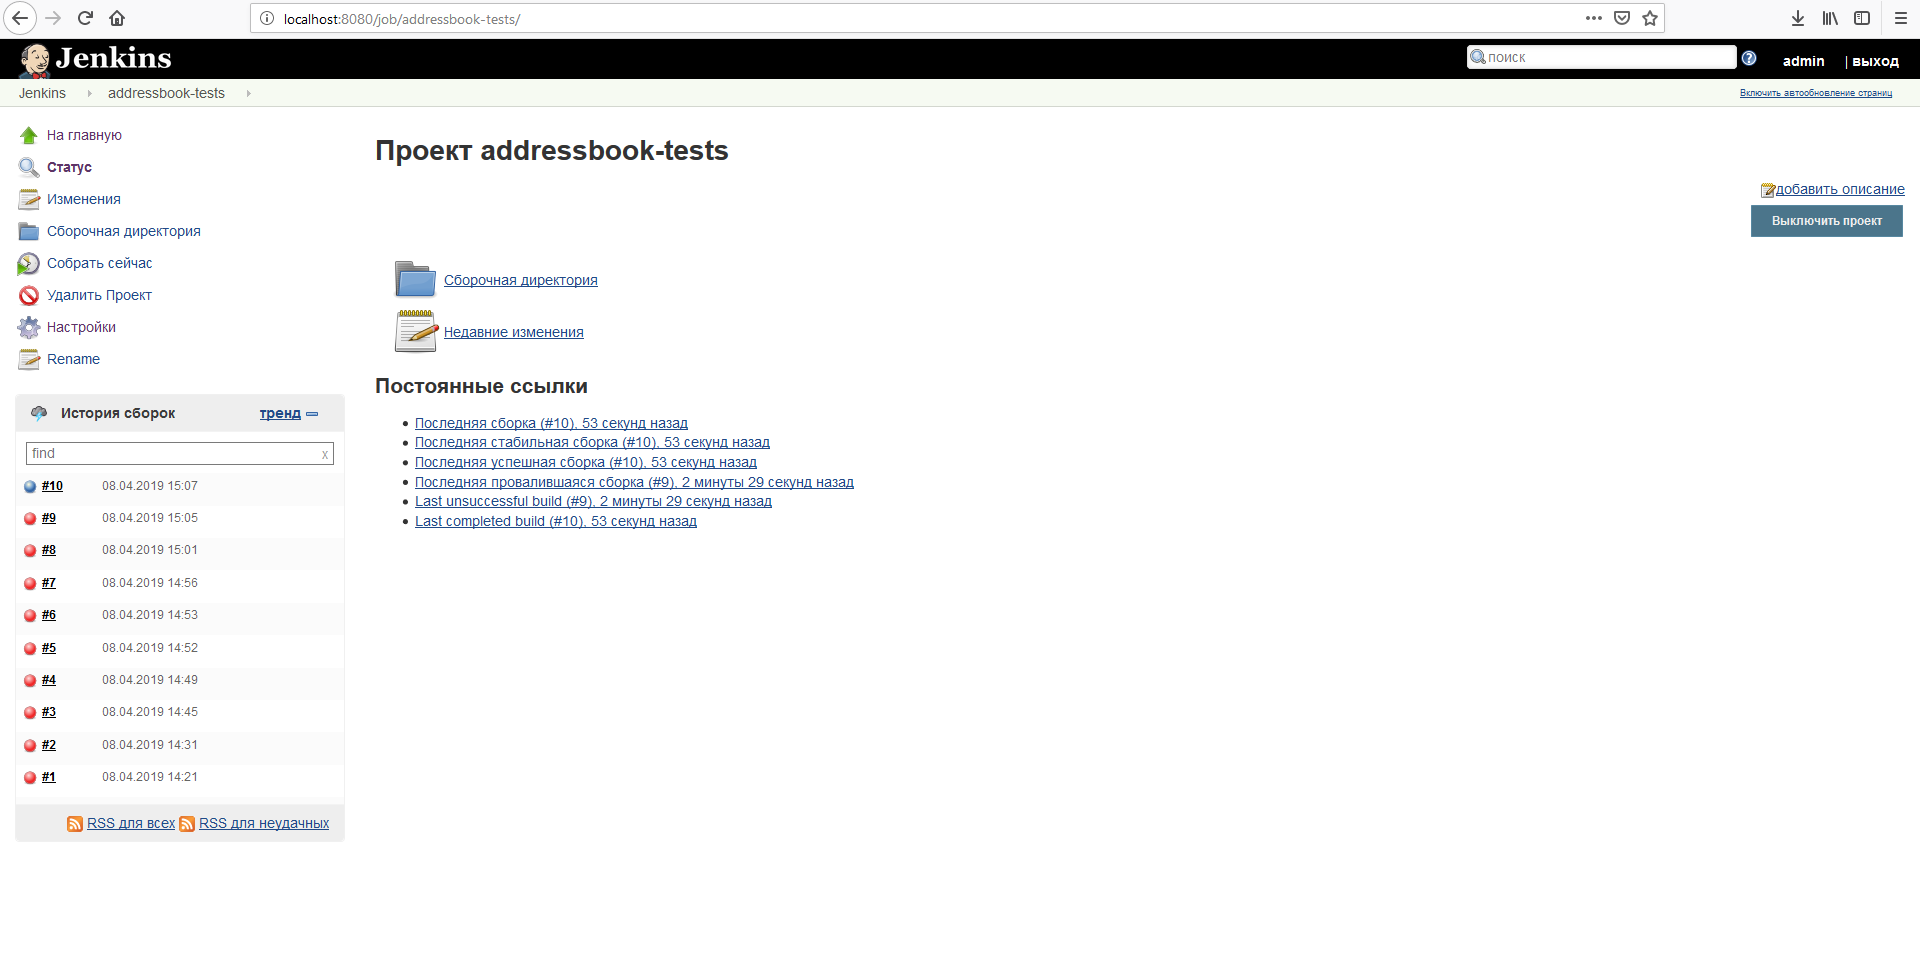 localhost:8080/job/addressbook-tests/
Jenkins
поиск
admin
| выход
Jenkins
addressbook-tests
Включить автообновление страниц
На главную
Статус
Изменения
Сборочная директория
Собрать сейчас
Удалить Проект
Настройки
Rename
История сборок
тренд
find
x
#10 08.04.2019 15:07
#9 08.04.2019 15:05
#8 08.04.2019 15:01
#7 08.04.2019 14:56
#6 08.04.2019 14:53
#5 08.04.2019 14:52
#4 08.04.2019 14:49
#3 08.04.2019 14:45
#2 08.04.2019 14:31
#1 08.04.2019 14:21
RSS для всех RSS для неудачных
Проект addressbook-tests
добавить описание
Выключить проект
Сборочная директория
Недавние изменения
Постоянные ссылки
Последняя сборка (#10), 53 секунд назад
Последняя стабильная сборка (#10), 53 секунд назад
Последняя успешная сборка (#10), 53 секунд назад
Последняя провалившаяся сборка (#9), 2 минуты 29 секунд назад
Last unsuccessful build (#9), 2 минуты 29 секунд назад
Last completed build (#10), 53 секунд назад